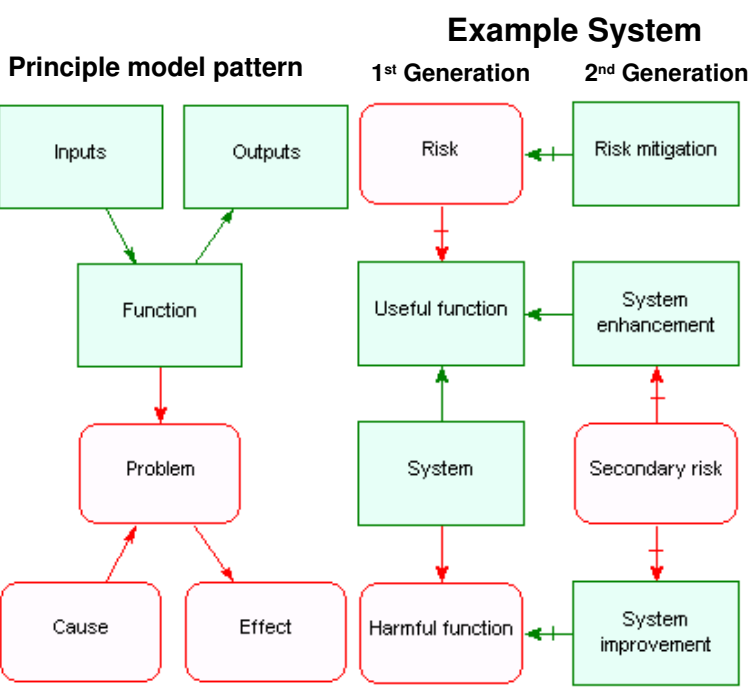 Example System
Principle model pattern
1st Generation
2nd Generation
Inputs
Outputs
Risk
Risk mitigation
Function
Useful function
System
enhancement
Problem
System
Secondary risk
Cause
Effect
Harmful function
System
improvement